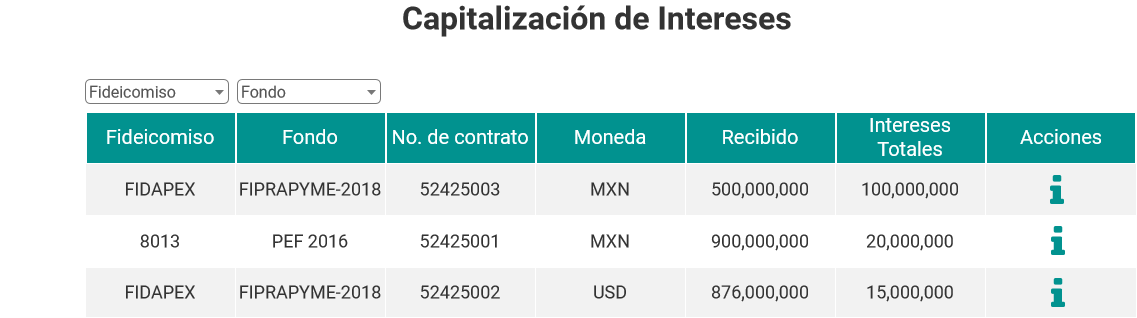 Capitalización de Intereses
Fideicomiso Fondo
Fideicomiso Fondo No. de contrato Moneda Recibido Intereses Totales Acciones
FIDAPEX FIPRAPYME-2018 52425003 MXN 500,000,000 100,000,000
8013 PEF 2016 52425001 MXN 900,000,000 20,000,000
FIDAPEX FIPRAPYME-2018 52425002 USD 876,000,000 15,000,000